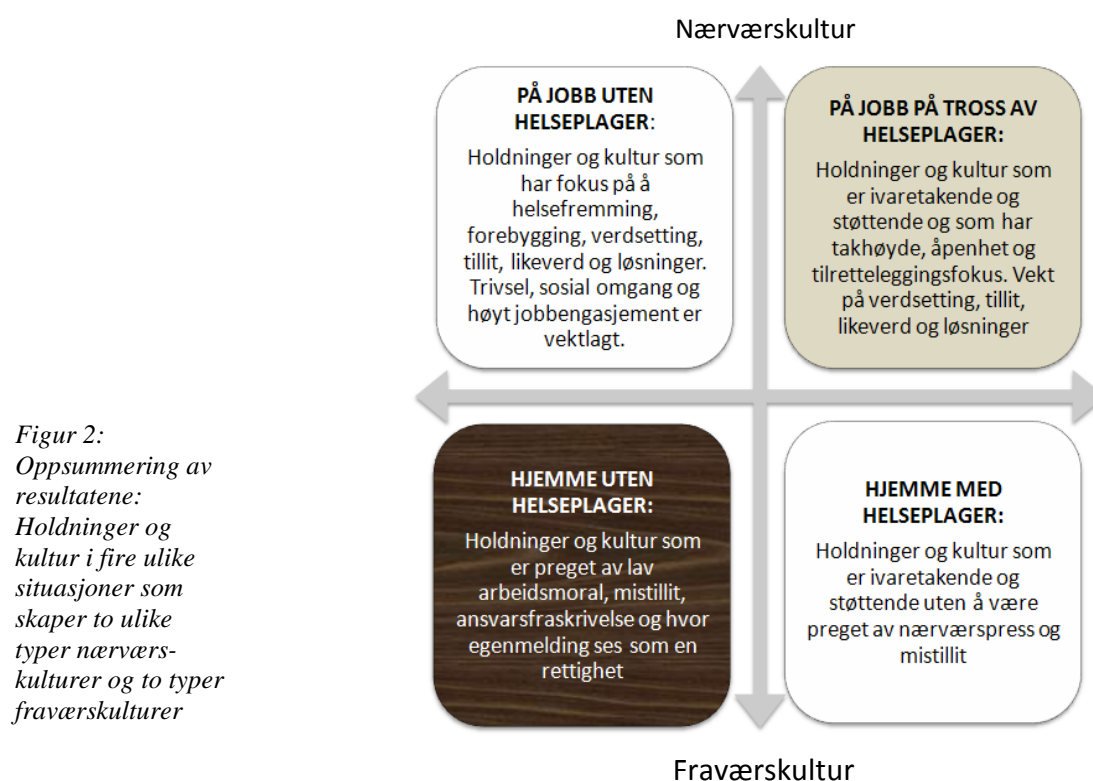 Nærværskultur
PÅ JOBB UTEN
HELSEPLAGER:
Holdninger og kultur som
har fokus på å
helsefremming,
forebygging, verdsetting,
tillit, likeverd og løsninger.
Trivsel, sosial omgang og
høyt jobbengasjement er
vektlagt.
PÅ JOBB PÅ TROSS AV
HELSEPLAGER:
Holdninger og kultur som
er ivaretakende og
støttende og som har
takhøyde, åpenhet og
tilretteleggingsfokus. Vekt
på verdsetting, tillit,
likeverd og løsninger
Figur 2:
Oppsummering av
resultatene:
Holdninger og
kultur i fire ulike
situasjoner som
skaper to ulike
typer nærværs-
kulturer og to typer
fraværskulturer
HJEMME UTEN
HELSEPLAGER:
Holdninger og kultur som
er preget av lav
arbeidsmoral, mistillit,
ansvarsfraskrivelse og hvor
egenmelding ses som en
rettighet
HJEMME MED
HELSEPLAGER:
Holdninger og kultur som
er ivaretakende og
støttende uten å være
preget av nærværspress og
mistillit
Fraværskultur